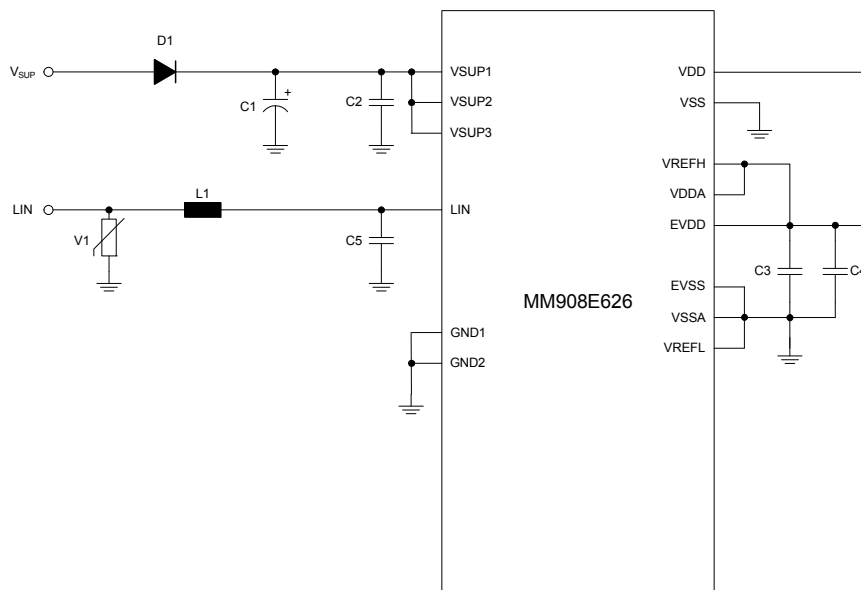 D1
VSUP
C1
+
C2
VSUP1
VSUP2
VSUP3
VDD
VSS
VREFH
VDDA
EVDD
LIN
L1
V1
C5
LIN
C3
C4
EVSS
VSSA
VREFL
MM908E626
GND1
GND2